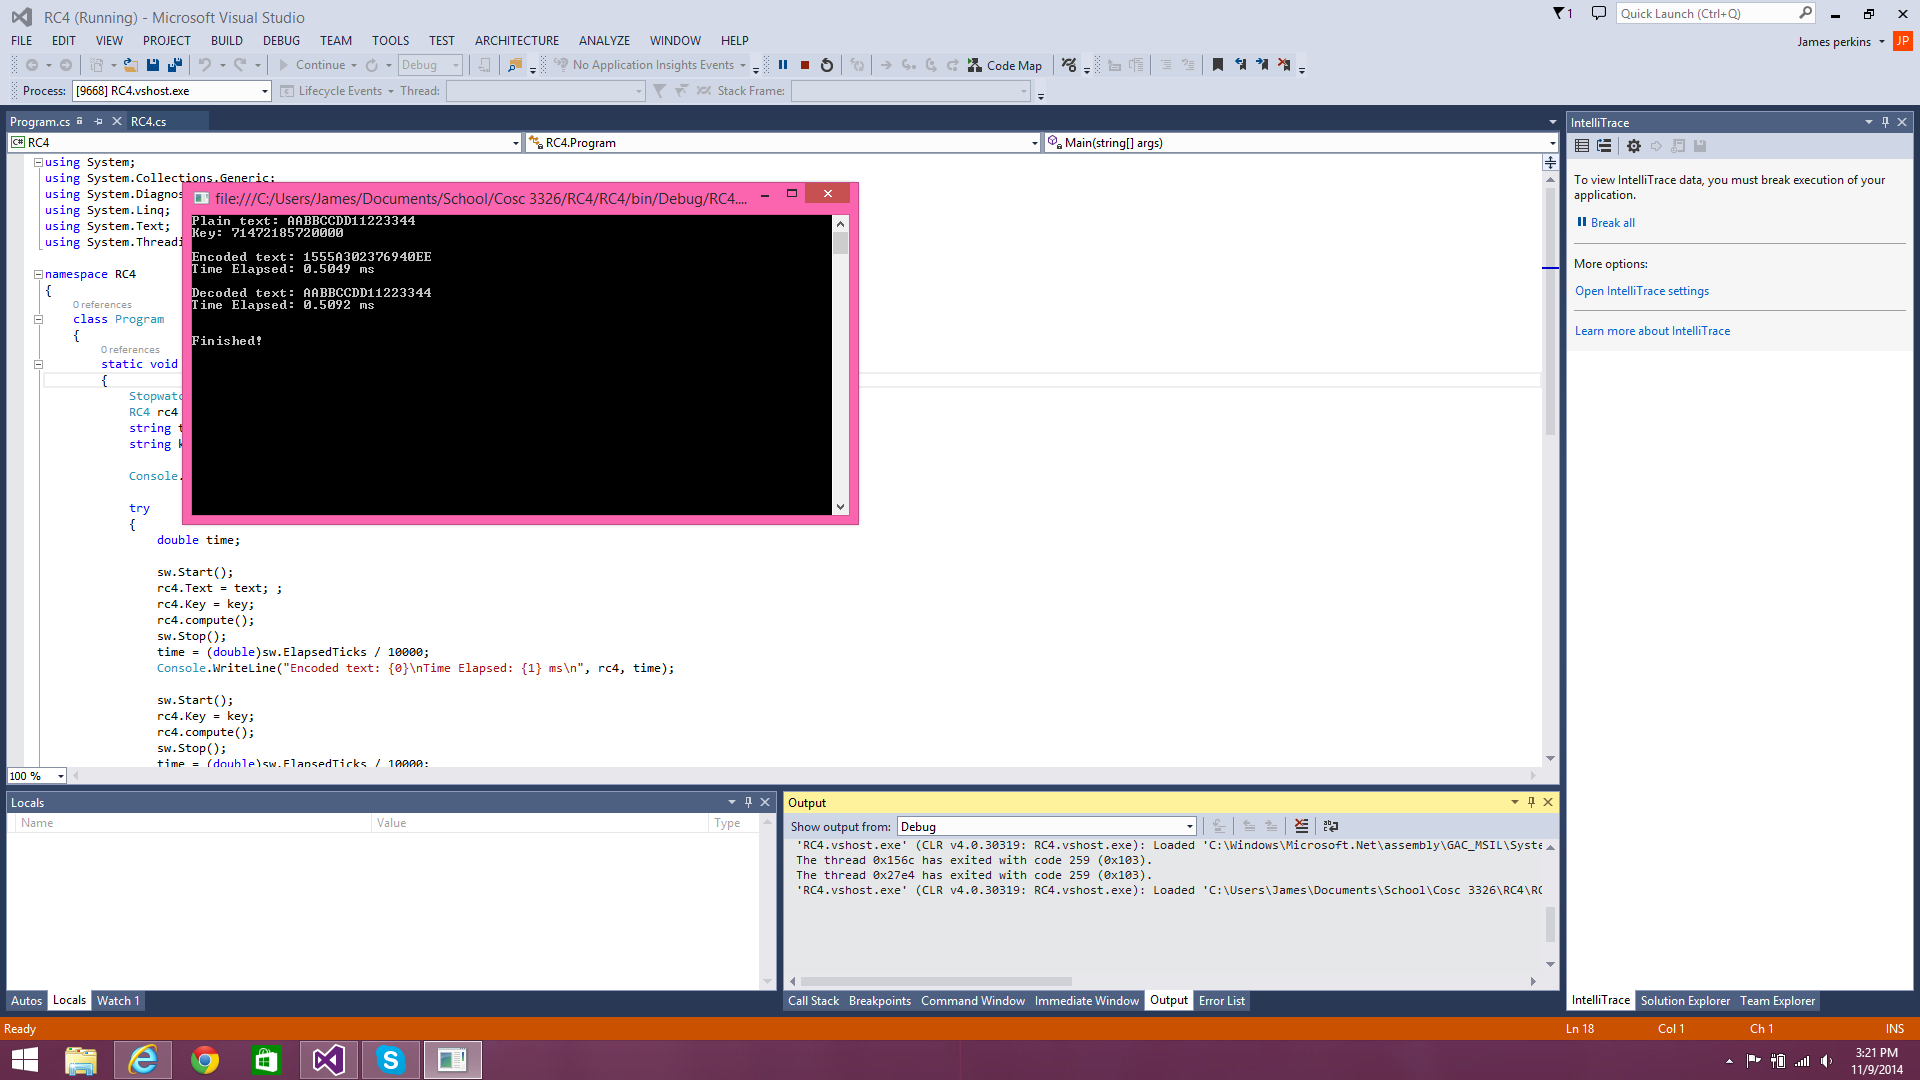 RC4 (Running) - Microsoft Visual Studio
1
Quick Launch (Ctrl+Q)
FILE EDIT VIEW PROJECT BUILD DEBUG TEAM TOOLS TEST ARCHITECTURE ANALYZE WINDOW HELP
James perkins JP
Continue Debug No Application Insights Events Code Map
Process: [9668] RC4.vshost.exe Lifecycle Events Thread: Stack Frame:
Program.cs RC4.cs
C# RC4 RC4.Program Main(string[] args)
using System;
using System.Collections.Generic;
using System.Diagnos
using System.Linq;
using System.Text;
using System.Threadi
namespace RC4
{
0 references
class Program
{
0 references
static void
{
Stopwatc
RC4 rc4
string t
string k
Console.
try
{
double time;
sw.Start();
rc4.Text = text; ;
rc4.Key = key;
rc4.compute();
sw.Stop();
time = (double)sw.ElapsedTicks / 10000;
Console.WriteLine("Encoded text: {0}\nTime Elapsed: {1} ms\n", rc4, time);
sw.Start();
rc4.Key = key;
rc4.compute();
sw.Stop();
time = (double)sw.ElapsedTicks / 10000;
100 %
file:///C:/Users/James/Documents/School/Cosc 3326/RC4/RC4/bin/Debug/RC4....
Plain text: AABBCCDD11223344
Key: 71472185720000
Encoded text: 1555A302376940EE
Time Elapsed: 0.5049 ms
Decoded text: AABBCCDD11223344
Time Elapsed: 0.5092 ms
Finished!
IntelliTrace
To view IntelliTrace data, you must break execution of your
application.
Break all
More options:
Open IntelliTrace settings
Learn more about IntelliTrace
Locals
Name Value Type
Autos Locals Watch 1
Output
Show output from: Debug
'RC4.vshost.exe' (CLR v4.0.30319: RC4.vshost.exe): Loaded 'C:\Windows\Microsoft.Net\assembly\GAC_MSIL\Syste
The thread 0x156c has exited with code 259 (0x103).
The thread 0x27e4 has exited with code 259 (0x103).
'RC4.vshost.exe' (CLR v4.0.30319: RC4.vshost.exe): Loaded 'C:\Users\James\Documents\School\Cosc 3326\RC4\RC
Call Stack Breakpoints Command Window Immediate Window Output Error List
IntelliTrace Solution Explorer Team Explorer
Ready
Ln 18 Col 1 Ch 1 INS
3:21 PM
11/9/2014